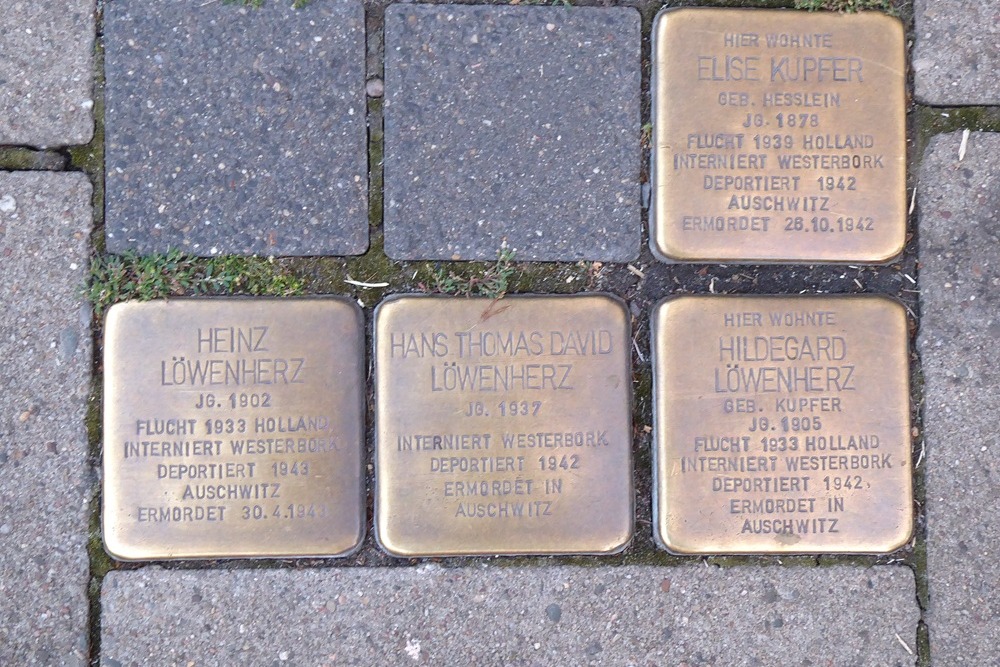 HIER WOHNTE
ELISE KUPFER
GEB. HESSLEIN
JG. 1878
FLUCHT 1939 HOLLAND
INTERNIERT WESTERBORK
DEPORTIERT 1942
AUSCHWITZ
ERMORDET 26.10.1942
HEINZ
LÖWENHERZ
JG. 1902
FLUCHT 1933 HOLLAND
INTERNIERT WESTERBORK
DEPORTIERT 1943
AUSCHWITZ
ERMORDET 30.4.1943
HANS THOMAS DAVID
LÖWENHERZ
JG. 1937
INTERNIERT WESTERBORK
DEPORTIERT 1942
ERMORDET IN
AUSCHWITZ
HIER WOHNTE
HILDEGARD
LÖWENHERZ
GEB. KUPFER
JG. 1905
FLUCHT 1933 HOLLAND
INTERNIERT WESTERBORK
DEPORTIERT 1942
ERMORDET IN
AUSCHWITZ